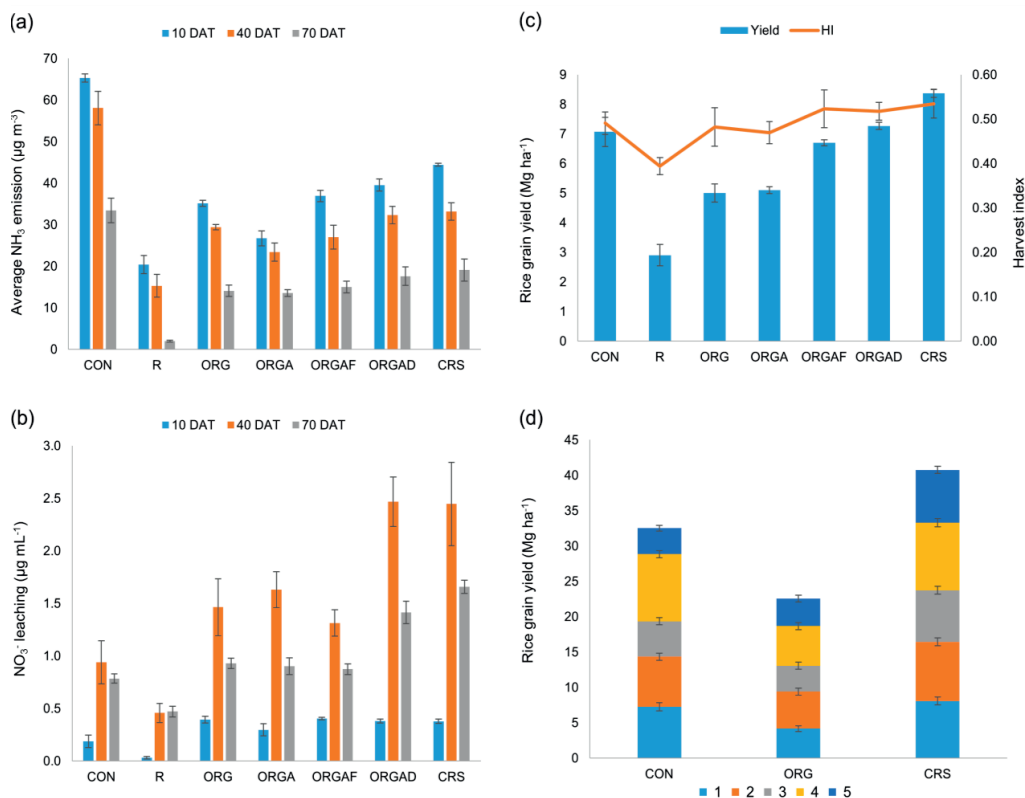 (a)
10 DAT 40 DAT 70 DAT
Average NH₃ emission (µg m⁻³)
70
60
50
40
30
20
10
0
CON R ORG ORGA ORGAF ORGAD CRS
(c)
Yield HI
Rice grain yield (Mg ha⁻¹)
9
8
7
6
5
4
3
2
1
0
CON R ORG ORGA ORGAF ORGAD CRS
0.60
0.50
0.40
0.30
0.20
0.10
0.00
Harvest index
(b)
10 DAT 40 DAT 70 DAT
NO₃⁻ leaching (µg mL⁻¹)
3.0
2.5
2.0
1.5
1.0
0.5
0.0
CON R ORG ORGA ORGAF ORGAD CRS
(d)
Rice grain yield (Mg ha⁻¹)
45
40
35
30
25
20
15
10
5
0
CON ORG CRS
1 2 3 4 5